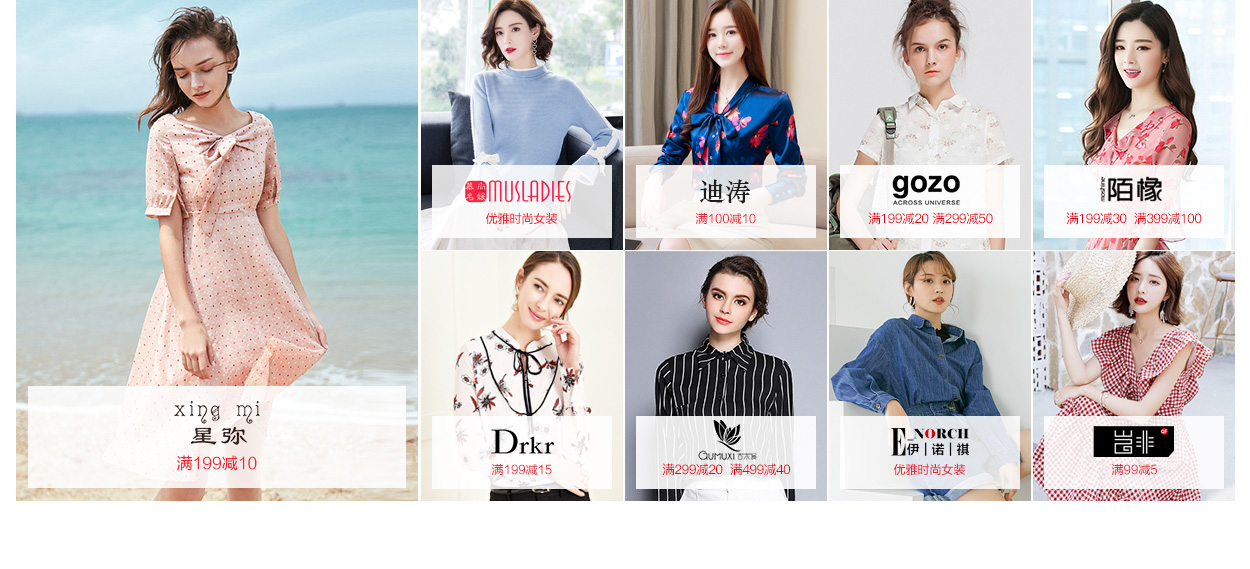 xing mi
星弥
满199减10
慕尚名媛 MUSLADIES
优雅时尚女装
迪涛
满100减10
gozo
ACROSS UNIVERSE
满199减20 满299减50
moshine 陌橡
满199减30 满399减100
Drkr
满199减15
GUMUXI 古木夕
满299减20 满499减40
E_NORCH
伊|诺|祺
优雅时尚女装
岂非
满99减5